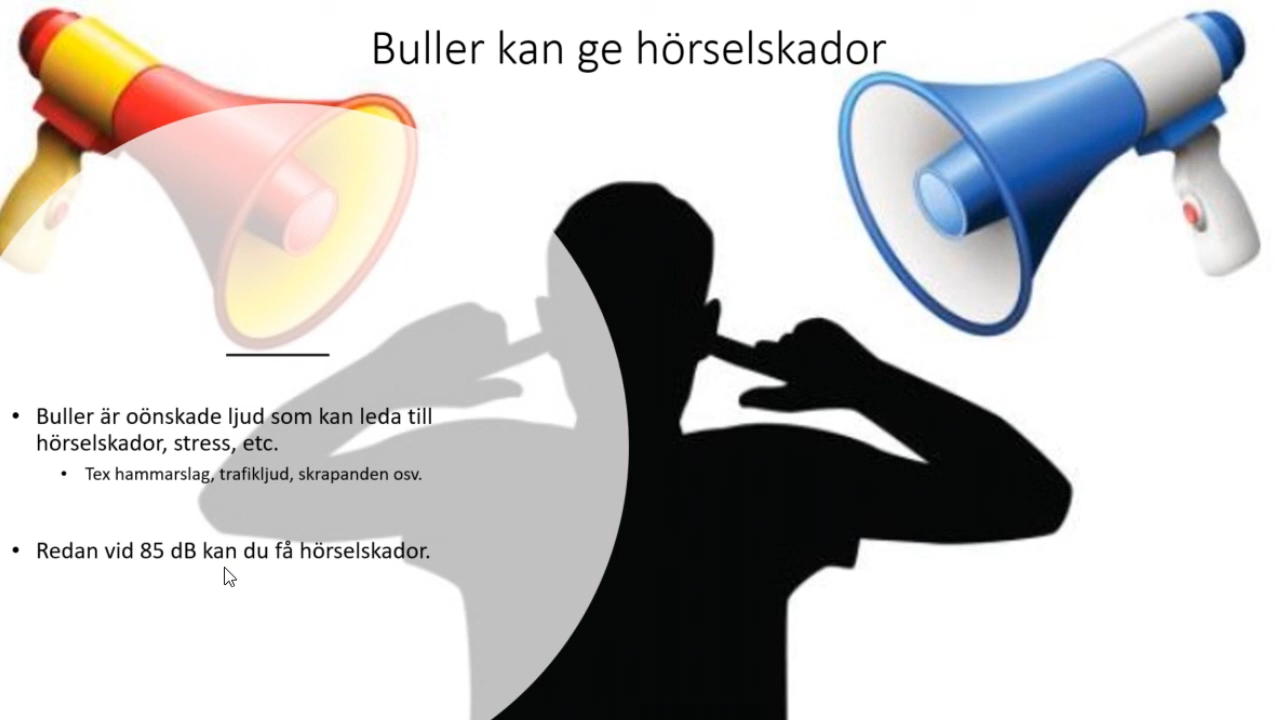 Buller kan ge hörselskador
• Buller är oönskade ljud som kan leda till
hörselskador, stress, etc.
• Tex hammarslag, trafikljud, skrapanden osv.
• Redan vid 85 dB kan du få hörselskador.